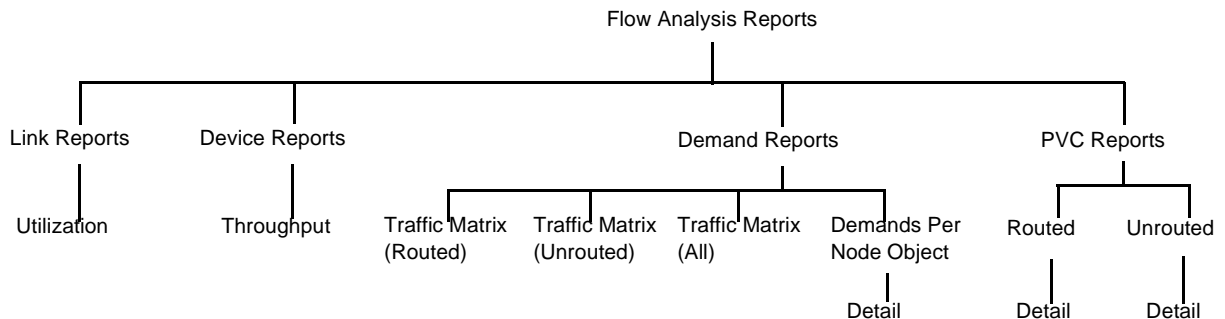 Flow Analysis Reports
Link Reports
Device Reports
Demand Reports
PVC Reports
Utilization
Throughput
Traffic Matrix
(Routed)
Traffic Matrix
(Unrouted)
Traffic Matrix
(All)
Demands Per
Node Object
Routed
Unrouted
Detail
Detail
Detail